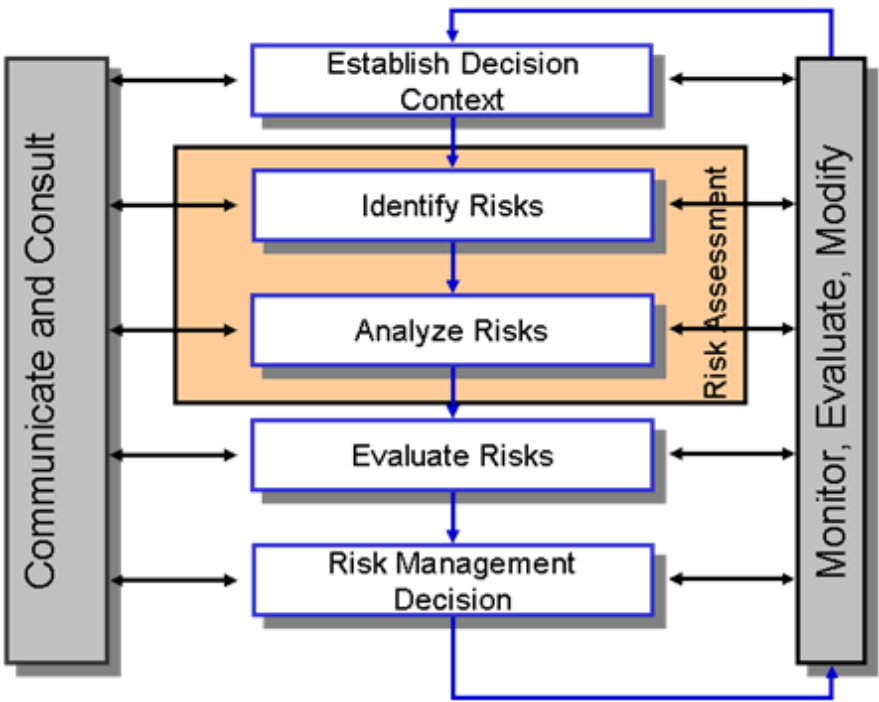 Establish Decision
Context
Communicate and Consult
Identify Risks
Analyze Risks
Risk Assessment
Evaluate Risks
Risk Management
Decision
Monitor, Evaluate, Modify